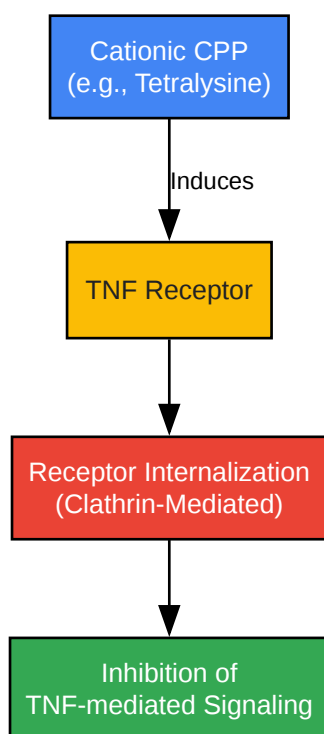 Cationic CPP
(e.g., Tetralysine)
Induces
TNF Receptor
Receptor Internalization
(Clathrin-Mediated)
Inhibition of
TNF-mediated Signaling